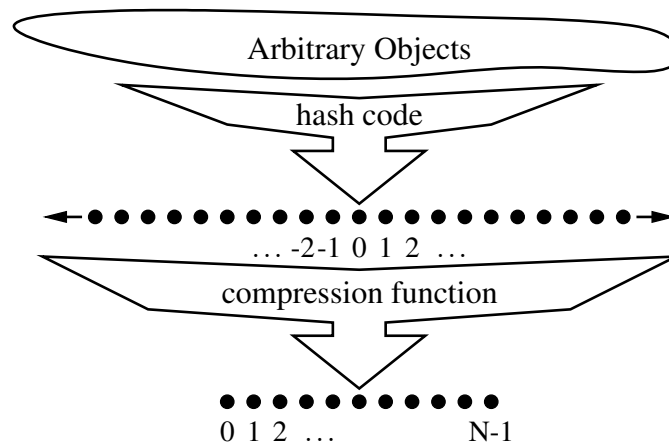 Arbitrary Objects
hash code
... -2-1 0 1 2 ...
compression function
0 1 2 ... N-1